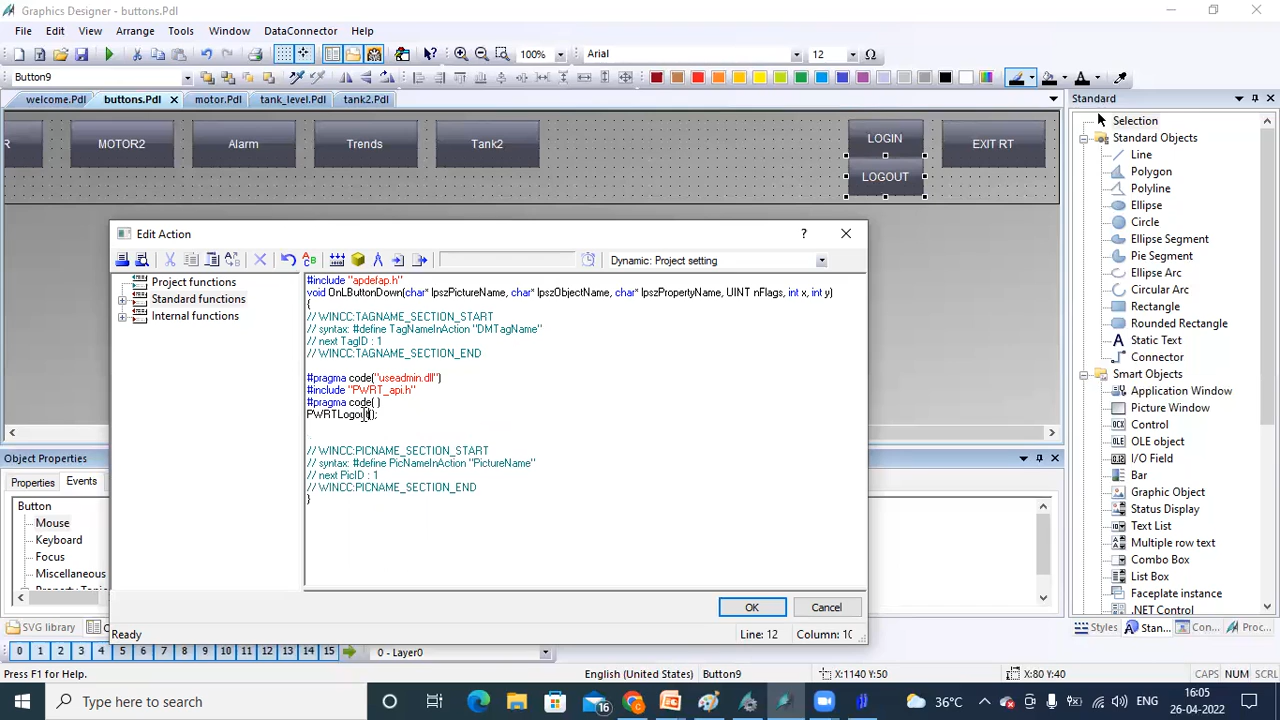 Graphics Designer - buttons.Pdl
File Edit View Arrange Tools Window DataConnector Help
100% Arial 12 Ω
Button9
welcome.Pdl buttons.Pdl motor.Pdl tank_level.Pdl tank2.Pdl
R MOTOR2 Alarm Trends Tank2 LOGIN LOGOUT EXIT RT
Edit Action
Dynamic: Project setting
Project functions
Standard functions
Internal functions
#include "apdefap.h"
void OnLButtonDown(char* lpszPictureName, char* lpszObjectName, char* lpszPropertyName, UINT nFlags, int x, int y)
{
// WINCC:TAGNAME_SECTION_START
// syntax: #define TagNameInAction "DMTagName"
// next TagID : 1
// WINCC:TAGNAME_SECTION_END
#pragma code("useadmin.dll")
#include "PWRT_api.h"
#pragma code( )
// WINCC:PICNAME_SECTION_START
// syntax: #define PicNameInAction "PictureName"
// next PicID : 1
// WINCC:PICNAME_SECTION_END
}
OK Cancel
Ready Line: 12 Column: 10
Object Properties
Properties Events
Button
Mouse
Keyboard
Focus
Miscellaneous
Property Topics
SVG library
0 1 2 3 4 5 6 7 8 9 10 11 12 13 14 15 0 - Layer0
Press F1 for Help. English (United States) Button9 X:1140 Y:50 X:80 Y:40 CAPS NUM SCRL
Standard
Selection
Standard Objects
Line
Polygon
Polyline
Ellipse
Circle
Ellipse Segment
Pie Segment
Ellipse Arc
Circular Arc
Rectangle
Rounded Rectangle
Static Text
Connector
Smart Objects
Application Window
Picture Window
Control
OLE object
I/O Field
Bar
Graphic Object
Status Display
Text List
Multiple row text
Combo Box
List Box
Faceplate instance
.NET Control
Styles Stan... Con... Proc...
Type here to search
16
36°C
ENG
16:05
26-04-2022